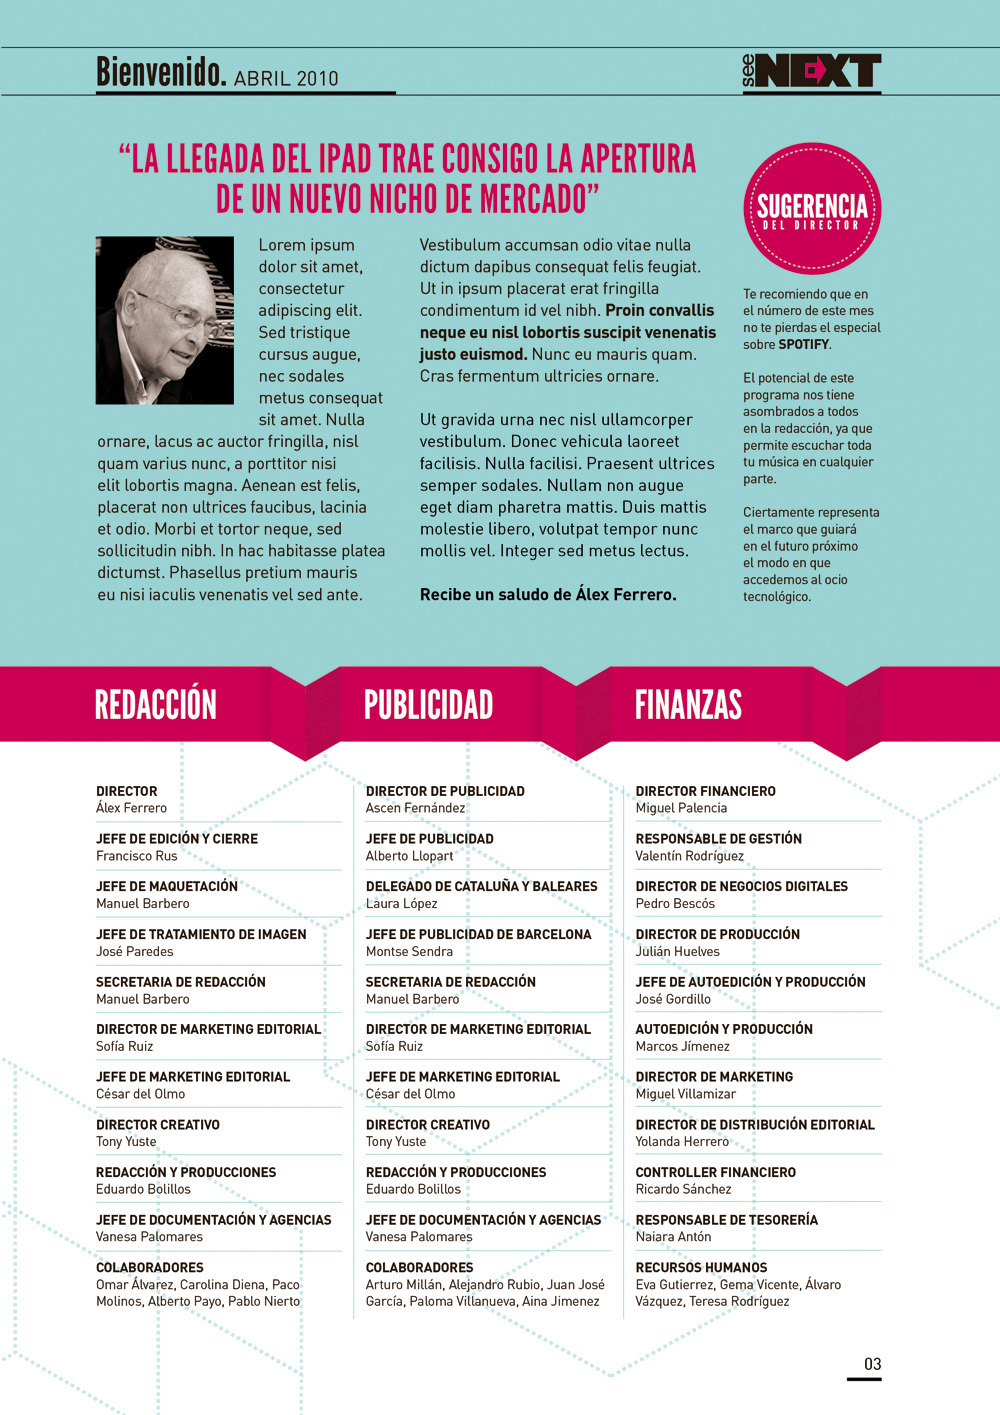 Bienvenido. ABRIL 2010
see NEXT
“LA LLEGADA DEL IPAD TRAE CONSIGO LA APERTURA
DE UN NUEVO NICHO DE MERCADO”
Lorem ipsum
dolor sit amet,
consectetur
adipiscing elit.
Sed tristique
cursus augue,
nec sodales
metus consequat
sit amet. Nulla
ornare, lacus ac auctor fringilla, nisl
quam varius nunc, a porttitor nisi
elit lobortis magna. Aenean est felis,
placerat non ultrices faucibus, lacinia
et odio. Morbi et tortor neque, sed
sollicitudin nibh. In hac habitasse platea
dictumst. Phasellus pretium mauris
eu nisi iaculis venenatis vel sed ante.
Vestibulum accumsan odio vitae nulla
dictum dapibus consequat felis feugiat.
Ut in ipsum placerat erat fringilla
condimentum id vel nibh. Proin convallis
neque eu nisl lobortis suscipit venenatis
justo euismod. Nunc eu mauris quam.
Cras fermentum ultricies ornare.
Ut gravida urna nec nisl ullamcorper
vestibulum. Donec vehicula laoreet
facilisis. Nulla facilisi. Praesent ultrices
semper sodales. Nullam non augue
eget diam pharetra mattis. Duis mattis
molestie libero, volutpat tempor nunc
mollis vel. Integer sed metus lectus.
Recibe un saludo de Álex Ferrero.
SUGERENCIA
DEL DIRECTOR
Te recomiendo que en
el número de este mes
no te pierdas el especial
sobre SPOTIFY.
El potencial de este
programa nos tiene
asombrados a todos
en la redacción, ya que
permite escuchar toda
tu música en cualquier
parte.
Ciertamente representa
el marco que guiará
en el futuro próximo
el modo en que
accedemos al ocio
tecnológico.
REDACCIÓN
DIRECTOR
Álex Ferrero
JEFE DE EDICIÓN Y CIERRE
Francisco Rus
JEFE DE MAQUETACIÓN
Manuel Barbero
JEFE DE TRATAMIENTO DE IMAGEN
José Paredes
SECRETARIA DE REDACCIÓN
Manuel Barbero
DIRECTOR DE MARKETING EDITORIAL
Sofía Ruiz
JEFE DE MARKETING EDITORIAL
César del Olmo
DIRECTOR CREATIVO
Tony Yuste
REDACCIÓN Y PRODUCCIONES
Eduardo Bolillos
JEFE DE DOCUMENTACIÓN Y AGENCIAS
Vanesa Palomares
COLABORADORES
Omar Álvarez, Carolina Diena, Paco
Molinos, Alberto Payo, Pablo Nierto
PUBLICIDAD
DIRECTOR DE PUBLICIDAD
Ascen Fernández
JEFE DE PUBLICIDAD
Alberto Llopart
DELEGADO DE CATALUÑA Y BALEARES
Laura López
JEFE DE PUBLICIDAD DE BARCELONA
Montse Sendra
SECRETARIA DE REDACCIÓN
Manuel Barbero
DIRECTOR DE MARKETING EDITORIAL
Sofía Ruiz
JEFE DE MARKETING EDITORIAL
César del Olmo
DIRECTOR CREATIVO
Tony Yuste
REDACCIÓN Y PRODUCCIONES
Eduardo Bolillos
JEFE DE DOCUMENTACIÓN Y AGENCIAS
Vanesa Palomares
COLABORADORES
Arturo Millán, Alejandro Rubio, Juan José
García, Paloma Villanueva, Aina Jimenez
FINANZAS
DIRECTOR FINANCIERO
Miguel Palencia
RESPONSABLE DE GESTIÓN
Valentín Rodríguez
DIRECTOR DE NEGOCIOS DIGITALES
Pedro Bescós
DIRECTOR DE PRODUCCIÓN
Julián Huelves
JEFE DE AUTOEDICIÓN Y PRODUCCIÓN
José Gordillo
AUTOEDICIÓN Y PRODUCCIÓN
Marcos Jímenez
DIRECTOR DE MARKETING
Miguel Villamizar
DIRECTOR DE DISTRIBUCIÓN EDITORIAL
Yolanda Herrero
CONTROLLER FINANCIERO
Ricardo Sánchez
RESPONSABLE DE TESORERÍA
Naiara Antón
RECURSOS HUMANOS
Eva Gutierrez, Gema Vicente, Álvaro
Vázquez, Teresa Rodríguez
03